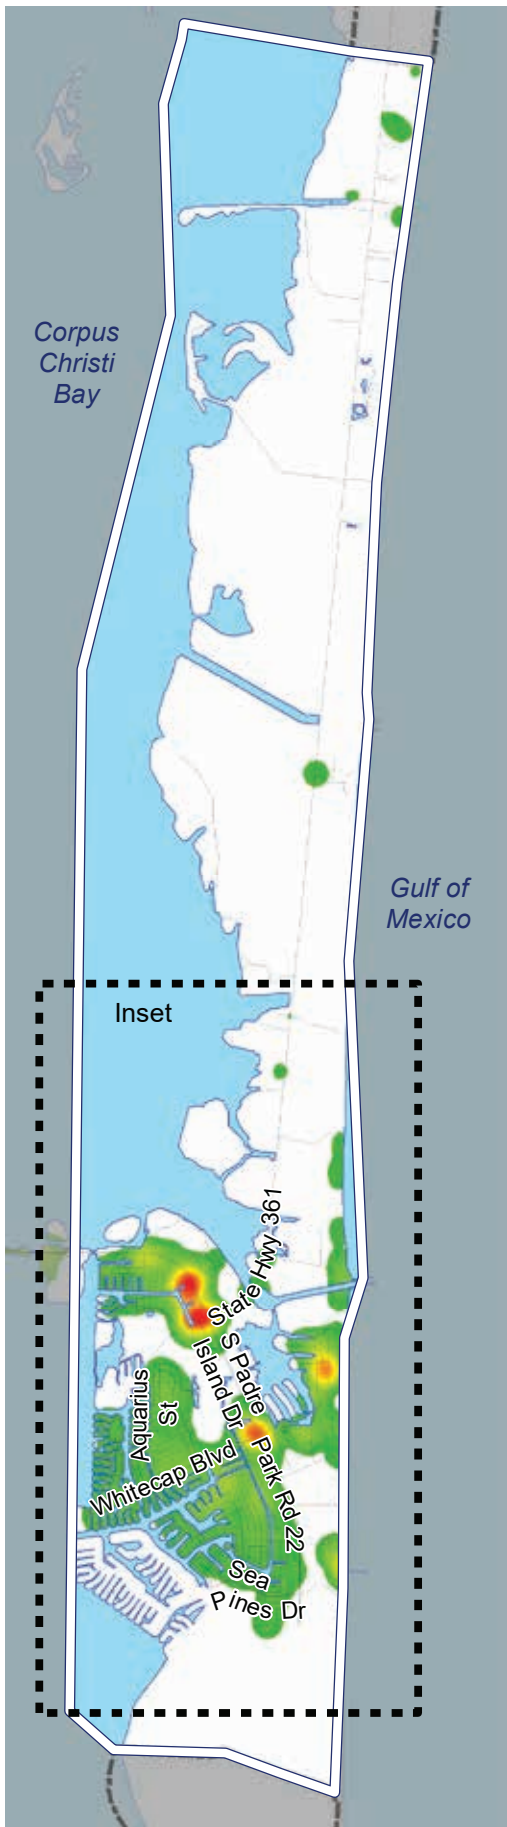 Corpus
Christi
Bay
Gulf of
Mexico
Inset
State Hwy 361
S Padre
Island Dr
Aquarius
St
Whitecap Blvd
Park Rd 22
Sea
Pines Dr